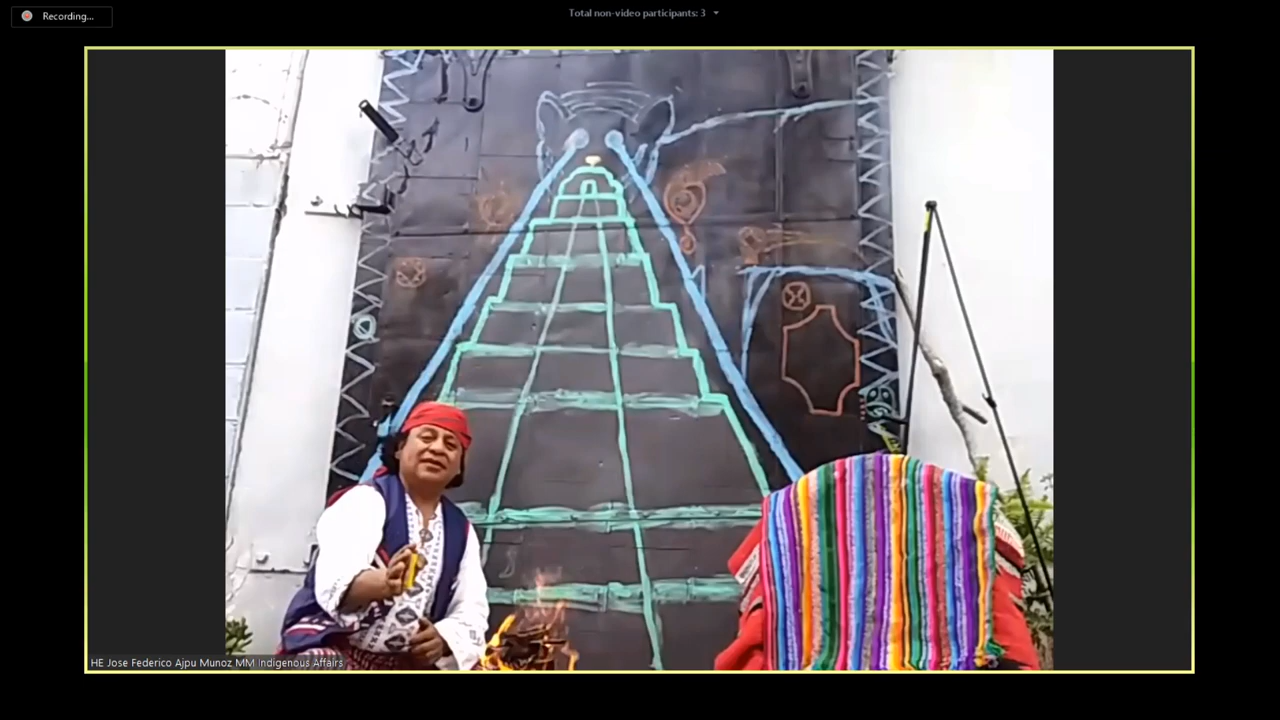 Recording...
Total non-video participants: 3
HE Jose Federico Ajpu Munoz MM Indigenous Affairs